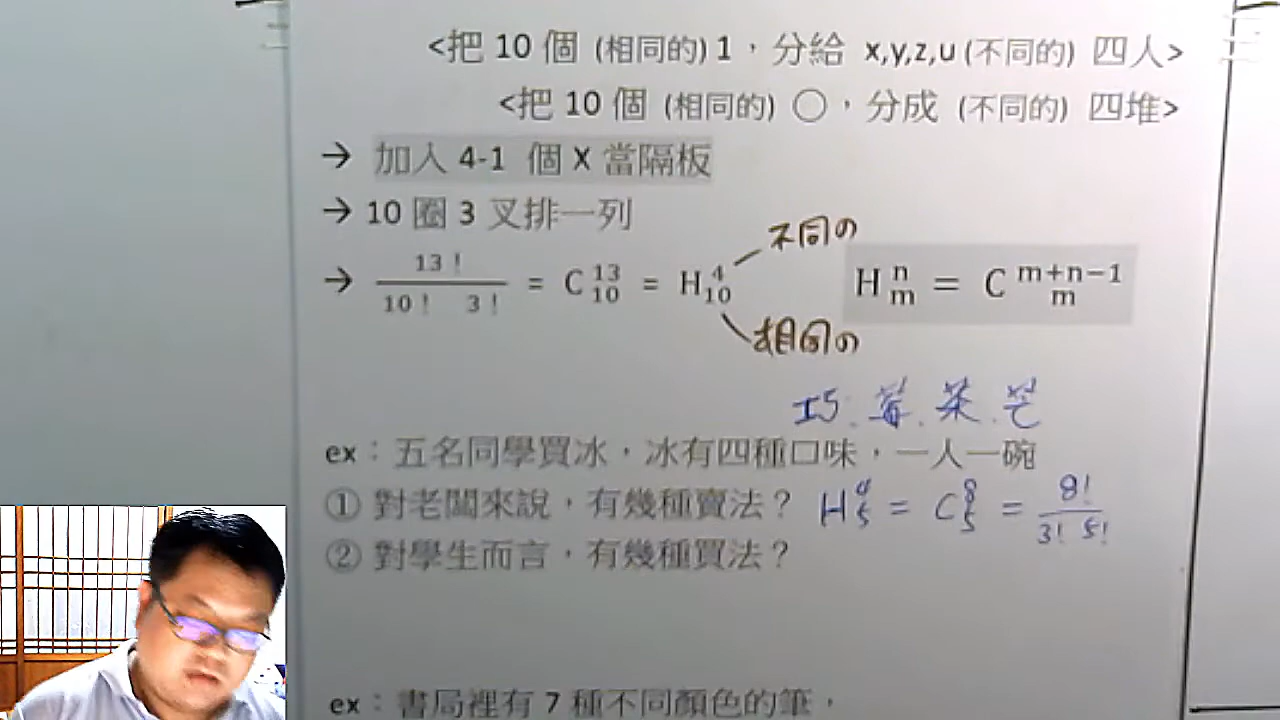 <把 10 個 (相同的) 1，分給 x,y,z,u (不同的) 四人>
<把 10 個 (相同的) ○，分成 (不同的) 四堆>
→ 加入 4-1 個 X 當隔板
→ 10 圈 3 叉排一列
不同の
→ 13！/ 10！ 3！ = C 13 10 = H 4 10
H n m = C m+n−1 m
相同の
巧．莓．茶．芒
ex：五名同學買冰，冰有四種口味，一人一碗
① 對老闆來說，有幾種賣法？ H 4 5 = C 8 5 = 8! / 3! 5!
② 對學生而言，有幾種買法？
ex：書局裡有 7 種不同顏色的筆，